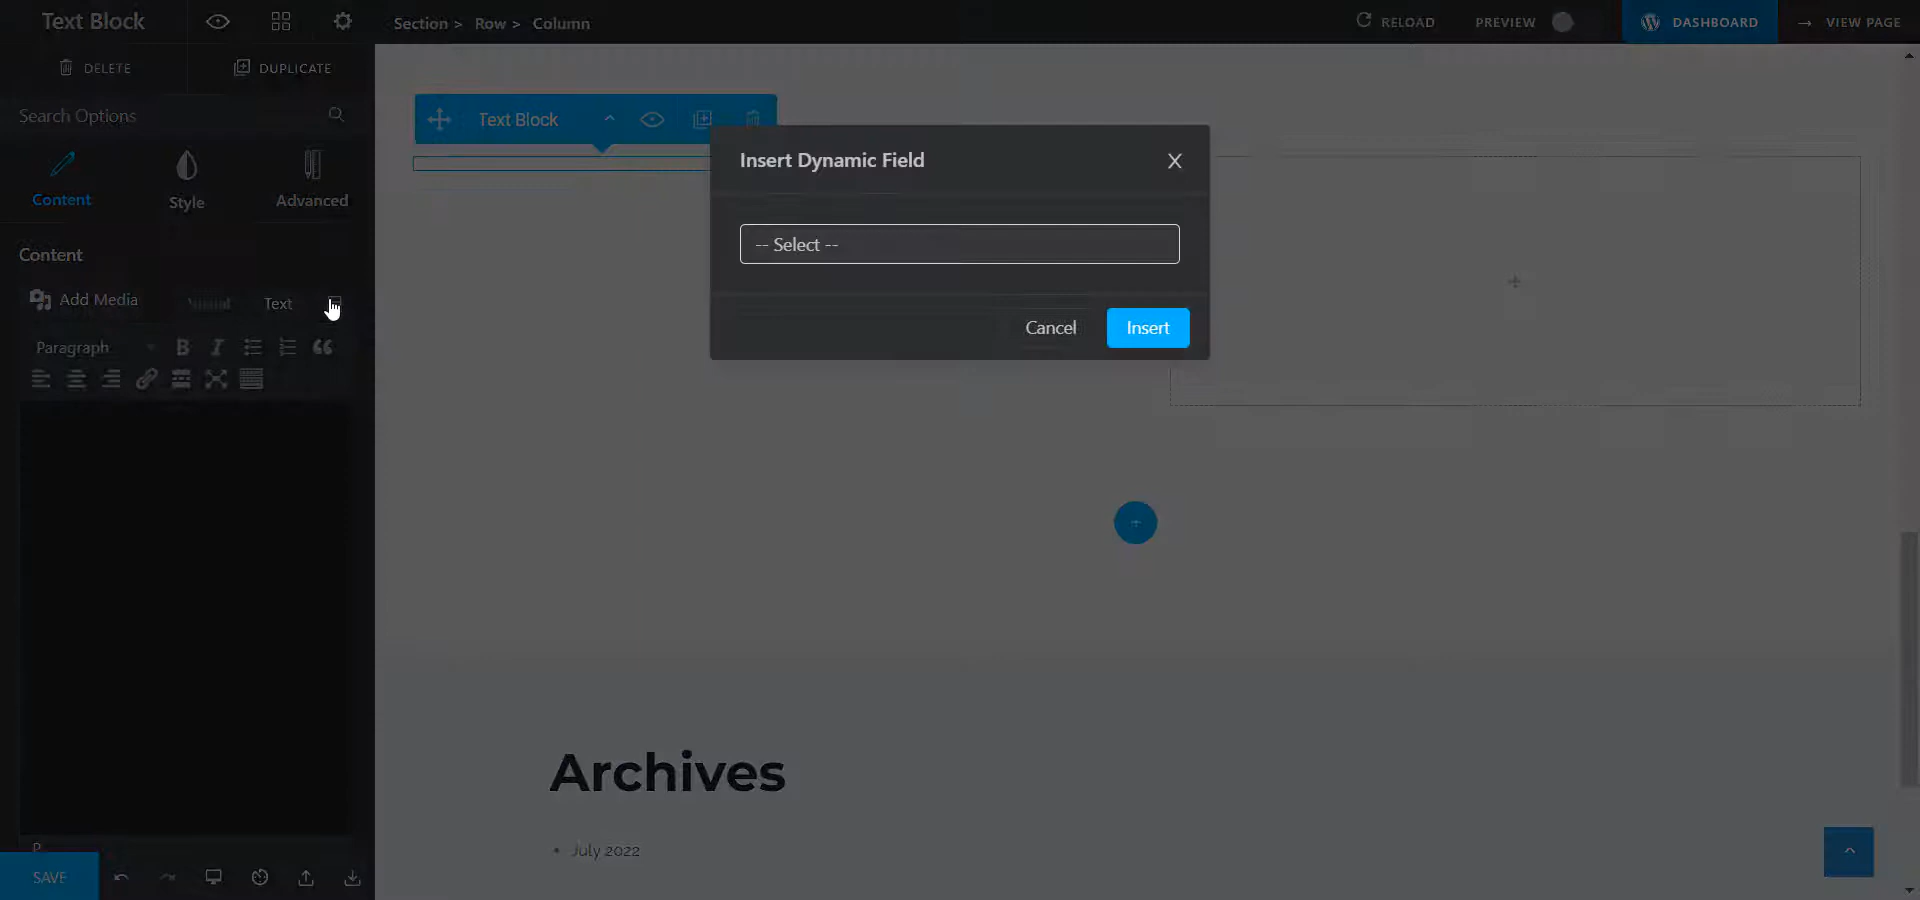 Text Block
Section > Row > Column
RELOAD
PREVIEW
DASHBOARD
→ VIEW PAGE
DELETE
DUPLICATE
Search Options
Content
Style
Advanced
Content
Add Media
Visual
Text
Paragraph
P
SAVE
Text Block
Insert Dynamic Field
X
-- Select --
Cancel
Insert
Archives
• July 2022